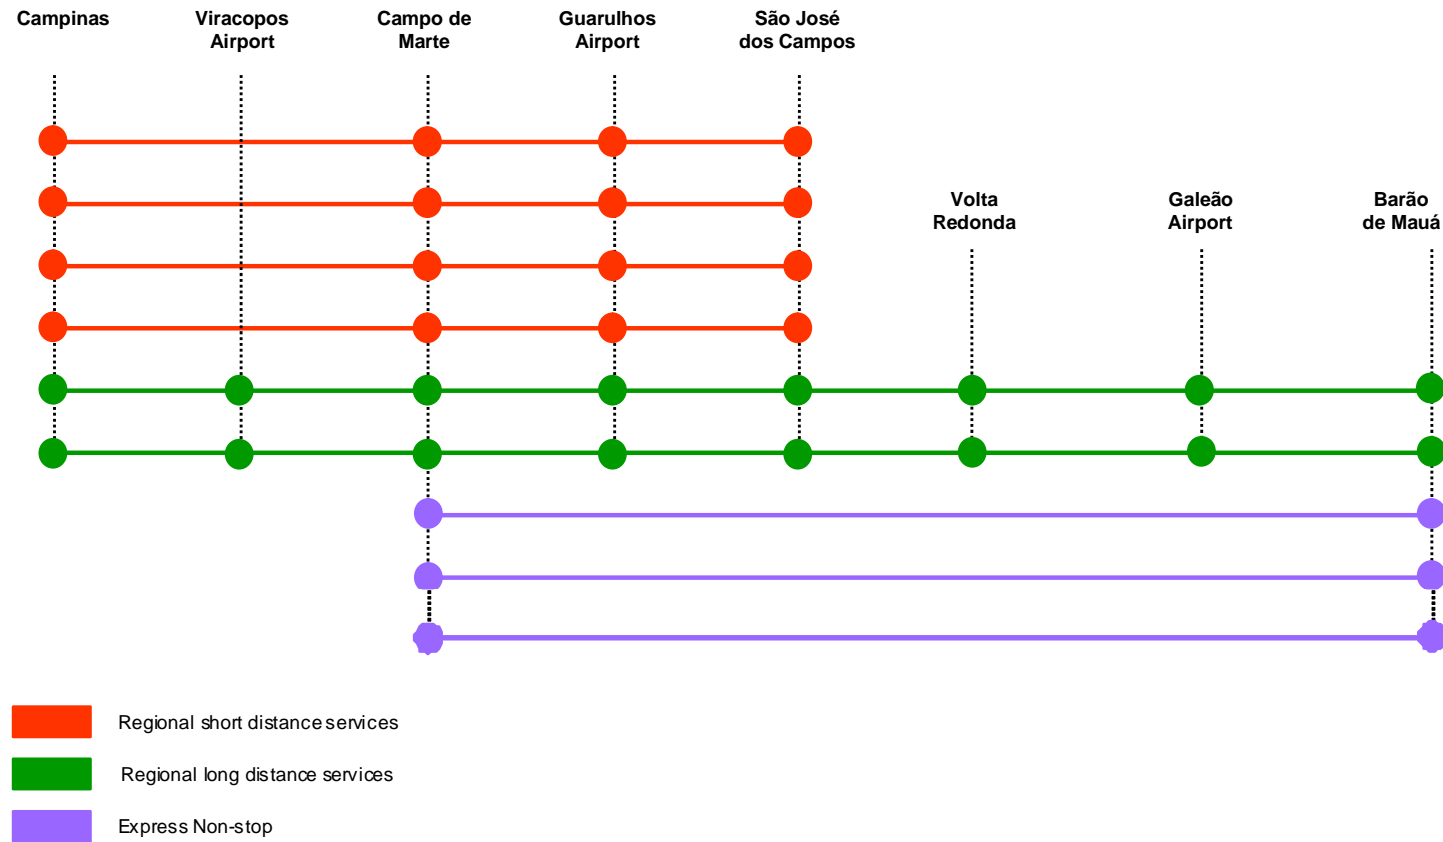 Campinas
Viracopos
Airport
Campo de
Marte
Guarulhos
Airport
São José
dos Campos
Volta
Redonda
Galeão
Airport
Barão
de Mauá
Regional short distance services
Regional long distance services
Express Non-stop